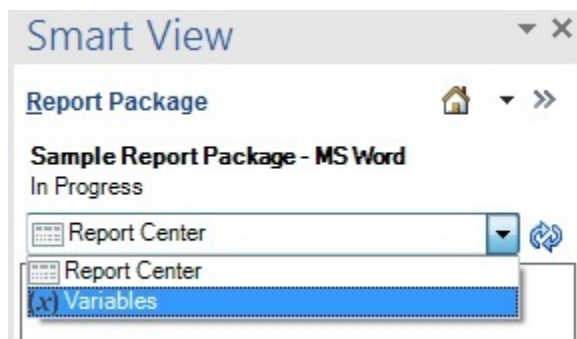 Smart View
Report Package
Sample Report Package - MS Word
In Progress
Report Center
Report Center
(x) Variables